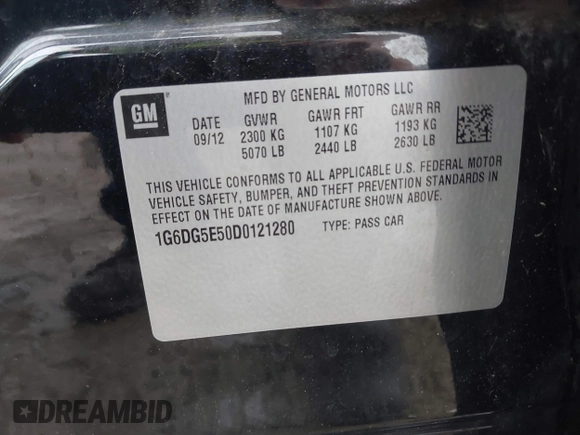 MFD BY GENERAL MOTORS LLC
GM
DATE GVWR GAWR FRT GAWR RR
09/12 2300 KG 1107 KG 1193 KG
5070 LB 2440 LB 2630 LB
THIS VEHICLE CONFORMS TO ALL APPLICABLE U.S. FEDERAL MOTOR
VEHICLE SAFETY, BUMPER, AND THEFT PREVENTION STANDARDS IN
EFFECT ON THE DATE OF MANUFACTURE SHOWN ABOVE.
1G6DG5E50D0121280 TYPE: PASS CAR
DREAMBID